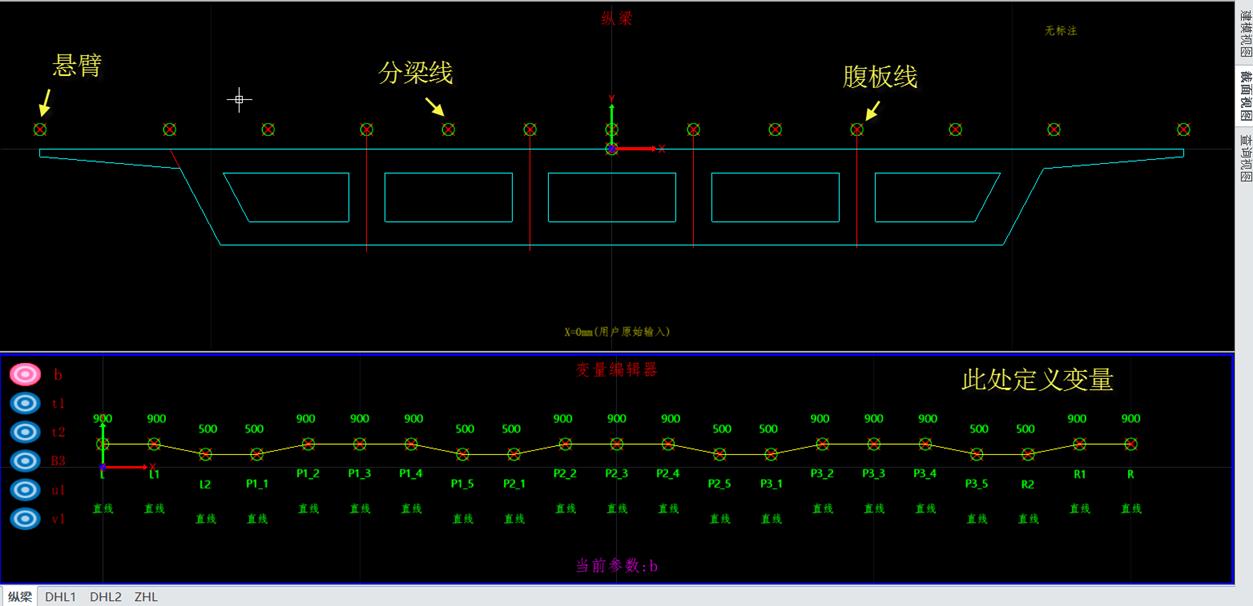 纵梁
无标注
悬臂
分梁线
腹板线
Y
X
X=0mm(用户原始输入)
建模视图
截面视图
查询视图
变量编辑器
此处定义变量
b
t1
t2
B3
u1
v1
900 900 500 500 900 900 900 500 500 900 900 900 500 500 900 900 900 500 500 900 900
X
L L1 L2 P1_1 P1_2 P1_3 P1_4 P1_5 P2_1 P2_2 P2_3 P2_4 P2_5 P3_1 P3_2 P3_3 P3_4 P3_5 R2 R1 R
直线 直线 直线 直线 直线 直线 直线 直线 直线 直线 直线 直线 直线 直线 直线 直线 直线 直线 直线 直线 直线
当前参数:b
纵梁 DHL1 DHL2 ZHL